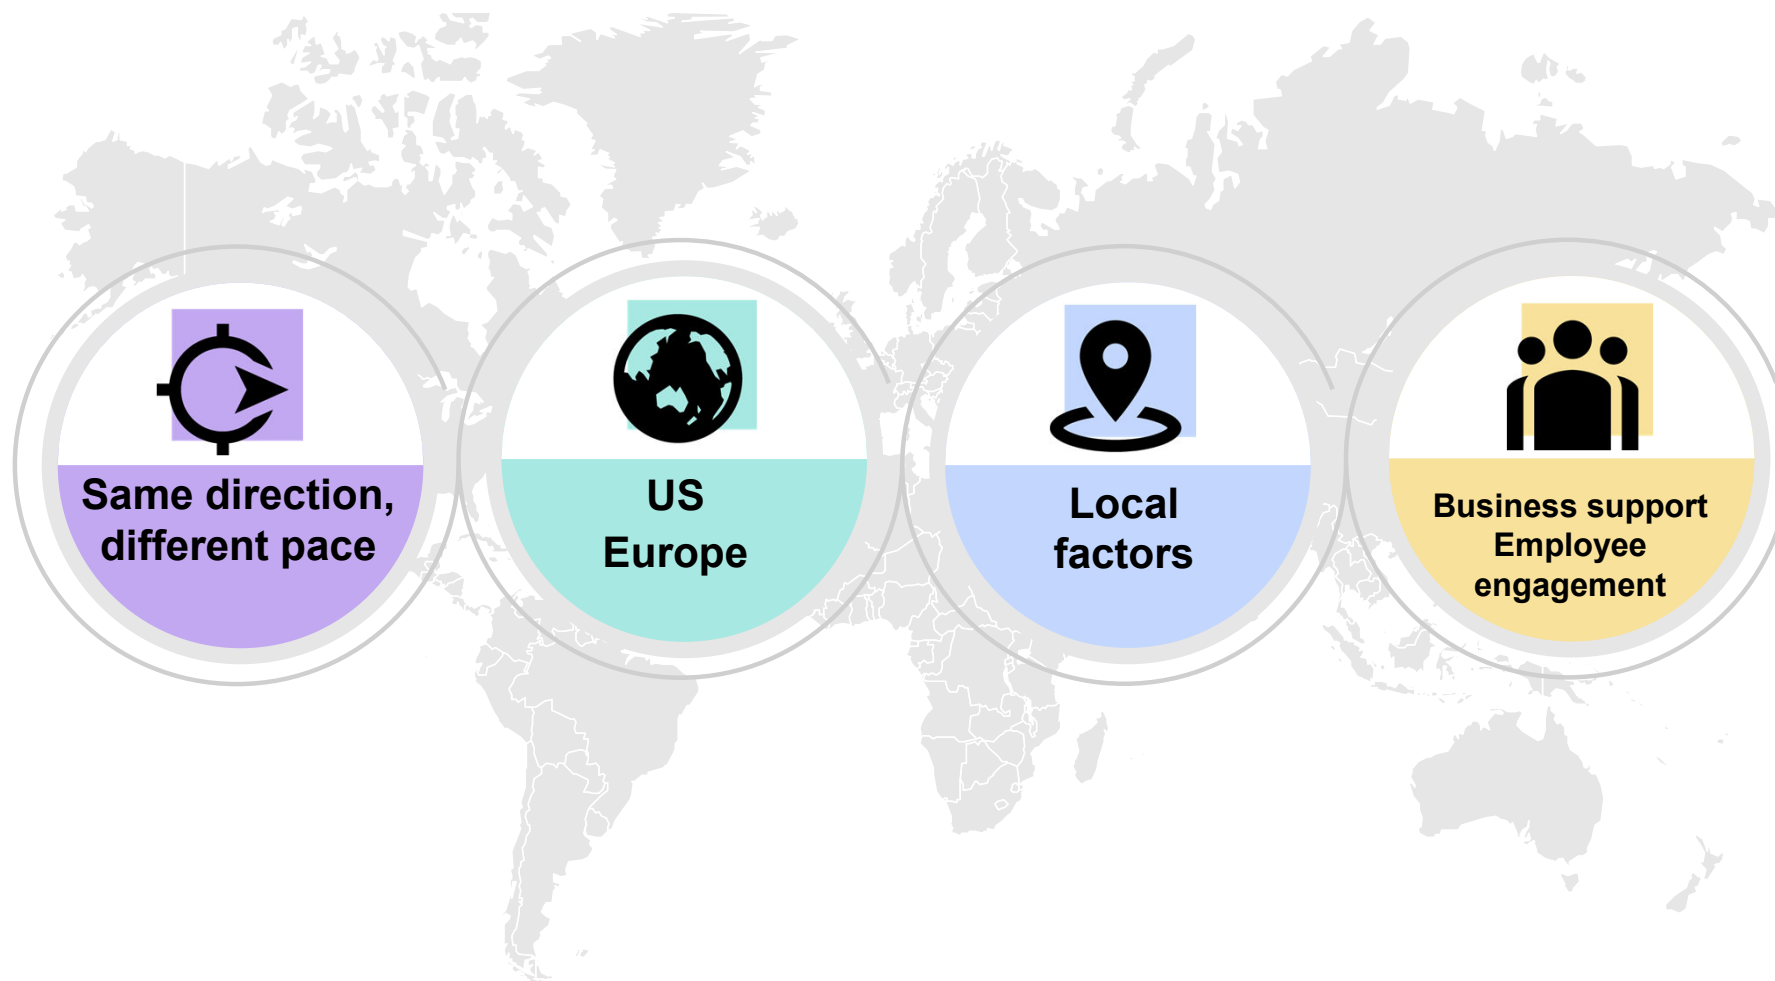 Same direction,
different pace
US
Europe
Local
factors
Business support
Employee
engagement